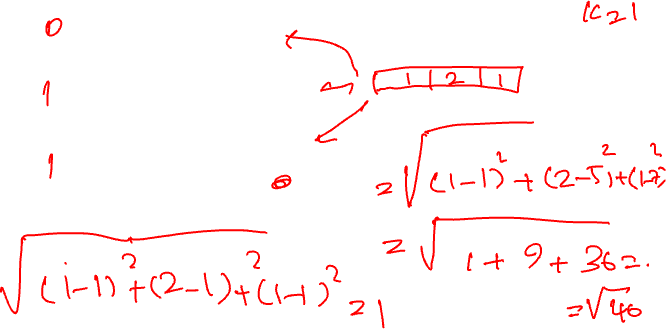 0
K=1
1
1 2 1
1
= √(1-1)² + (2-5)² + (1-7)²
= √1 + 9 + 36 =
= √46
√(1-1)² + (2-1)² + (1-1)² = 1